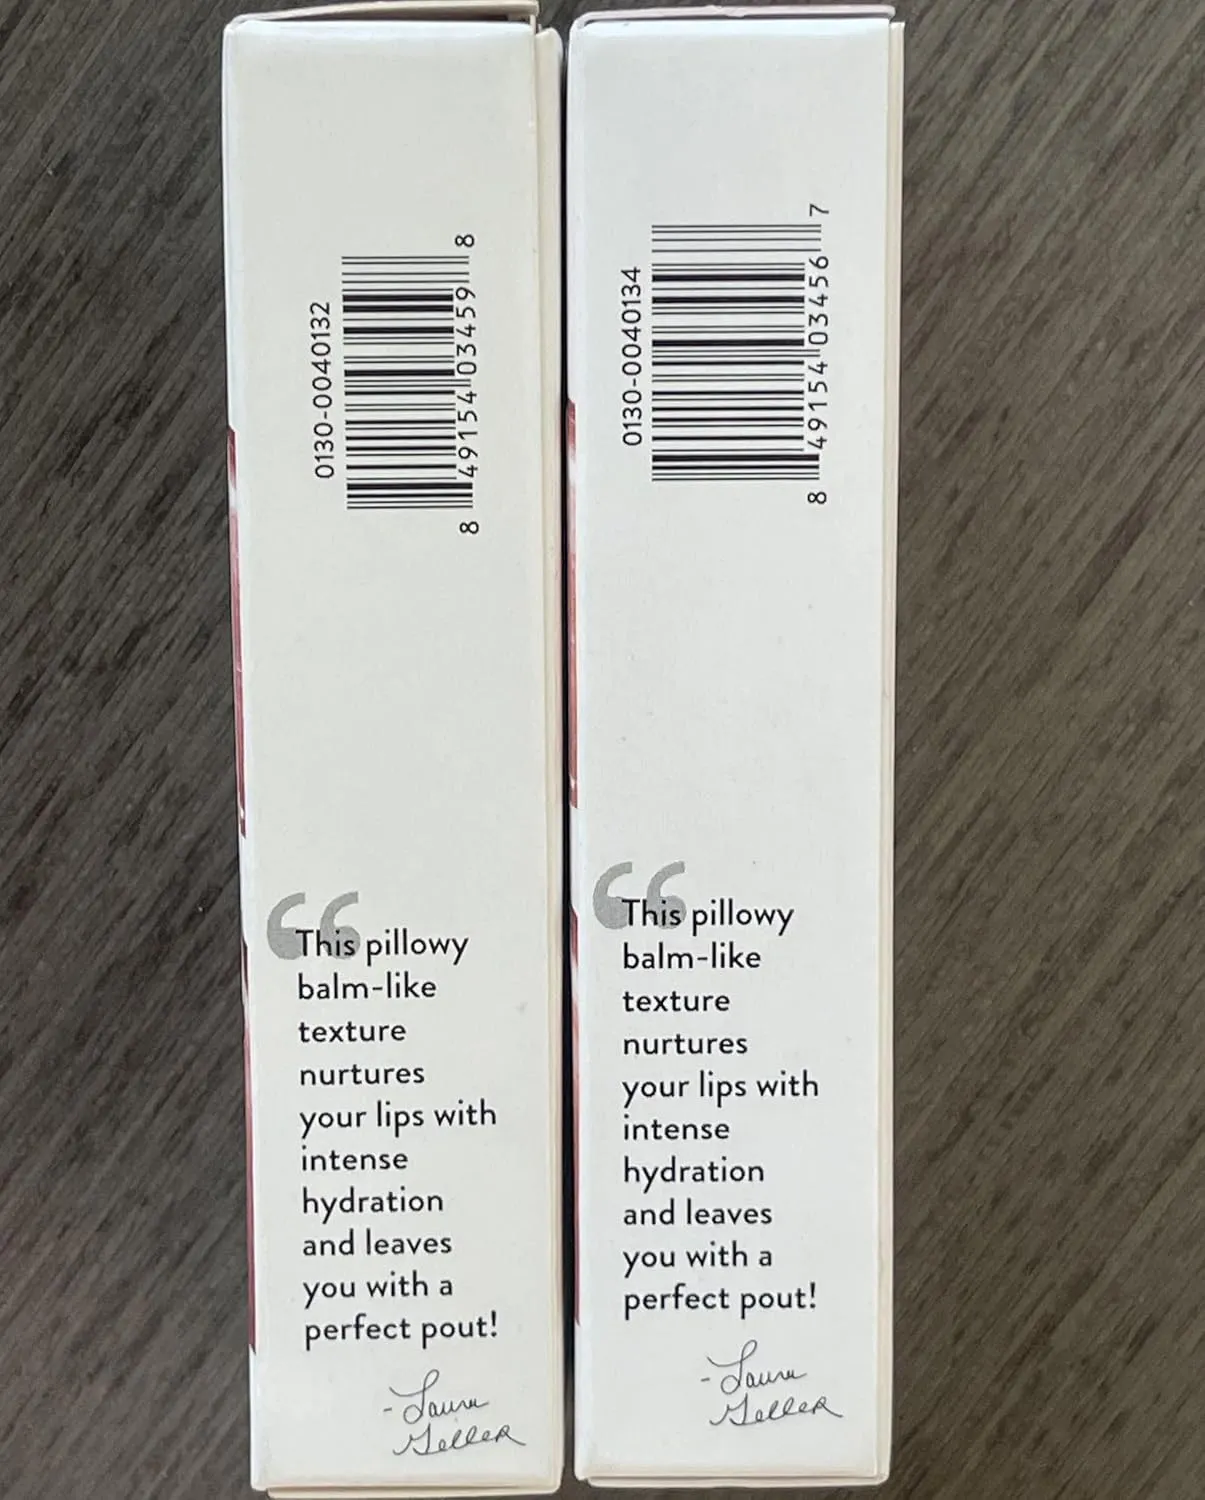 0130-0040132
8 49154 03459 8
This pillowy
balm-like
texture
nurtures
your lips with
intense
hydration
and leaves
you with a
perfect pout!
- Laura
Geller
0130-0040134
8 49154 03456 7
This pillowy
balm-like
texture
nurtures
your lips with
intense
hydration
and leaves
you with a
perfect pout!
- Laura
Geller